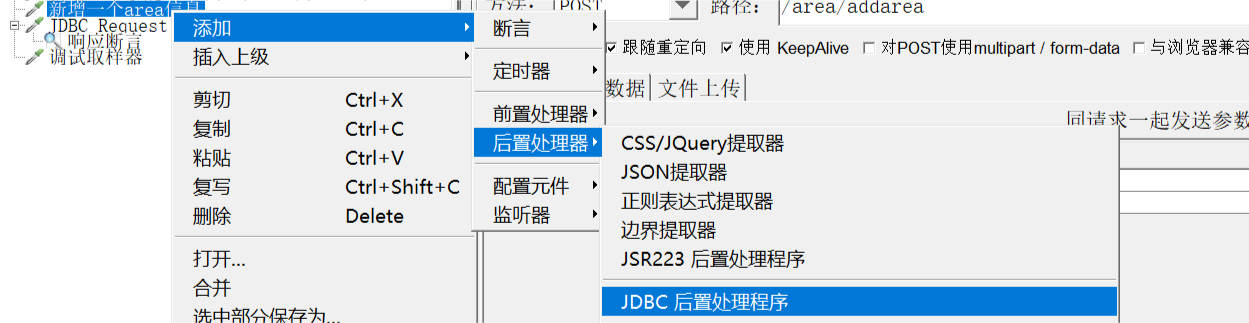 新增一个area信息
JDBC Request
响应断言
调试取样器
方法: POST 路径: /area/addarea
跟随重定向 使用 KeepAlive 对POST使用multipart / form-data 与浏览器兼容
数据 文件上传
同请求一起发送参数
添加
插入上级
剪切 Ctrl+X
复制 Ctrl+C
粘贴 Ctrl+V
复写 Ctrl+Shift+C
删除 Delete
打开...
合并
选中部分保存为...
断言
定时器
前置处理器
后置处理器
配置元件
监听器
CSS/JQuery提取器
JSON提取器
正则表达式提取器
边界提取器
JSR223 后置处理程序
JDBC 后置处理程序